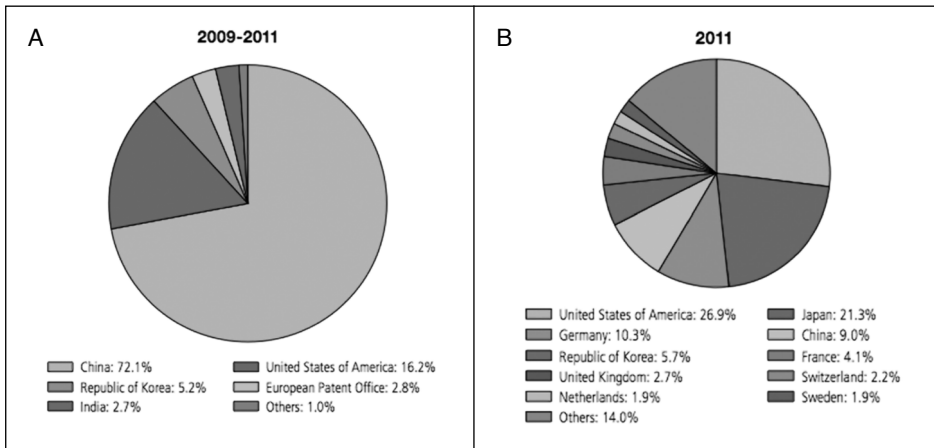 A
2009-2011
China: 72.1%
United States of America: 16.2%
Republic of Korea: 5.2%
European Patent Office: 2.8%
India: 2.7%
Others: 1.0%
B
2011
United States of America: 26.9%
Japan: 21.3%
Germany: 10.3%
China: 9.0%
Republic of Korea: 5.7%
France: 4.1%
United Kingdom: 2.7%
Switzerland: 2.2%
Netherlands: 1.9%
Sweden: 1.9%
Others: 14.0%